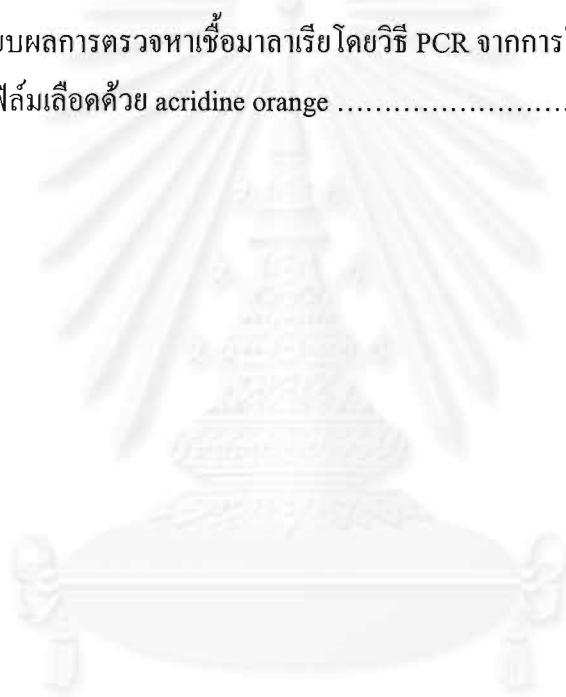 ยบผลการตรวจหาเชื้อมาลาเรียโดยวิธี PCR จากการ
ฟิล์มเลือดด้วย acridine orange ............................